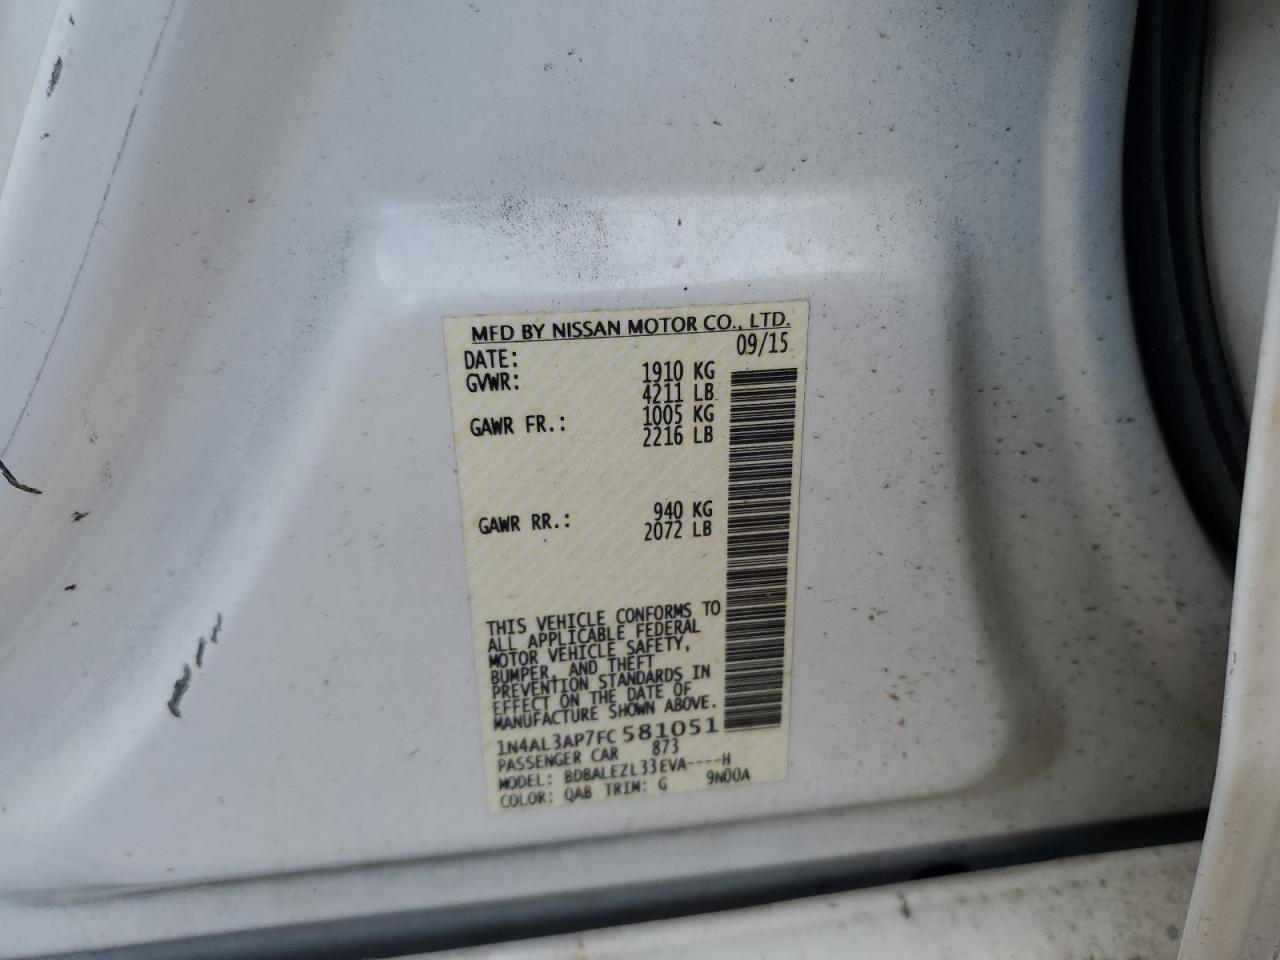 MFD BY NISSAN MOTOR CO., LTD.
DATE: 09/15
GVWR: 1910 KG
4211 LB
GAWR FR.: 1005 KG
2216 LB
GAWR RR.: 940 KG
2072 LB
THIS VEHICLE CONFORMS TO
ALL APPLICABLE FEDERAL
MOTOR VEHICLE SAFETY,
BUMPER, AND THEFT
PREVENTION STANDARDS IN
EFFECT ON THE DATE OF
MANUFACTURE SHOWN ABOVE.
1N4AL3AP7FC581051
PASSENGER CAR 873
MODEL: BDBALEZL33EVA----H
COLOR: QAB TRIM: G 9N00A